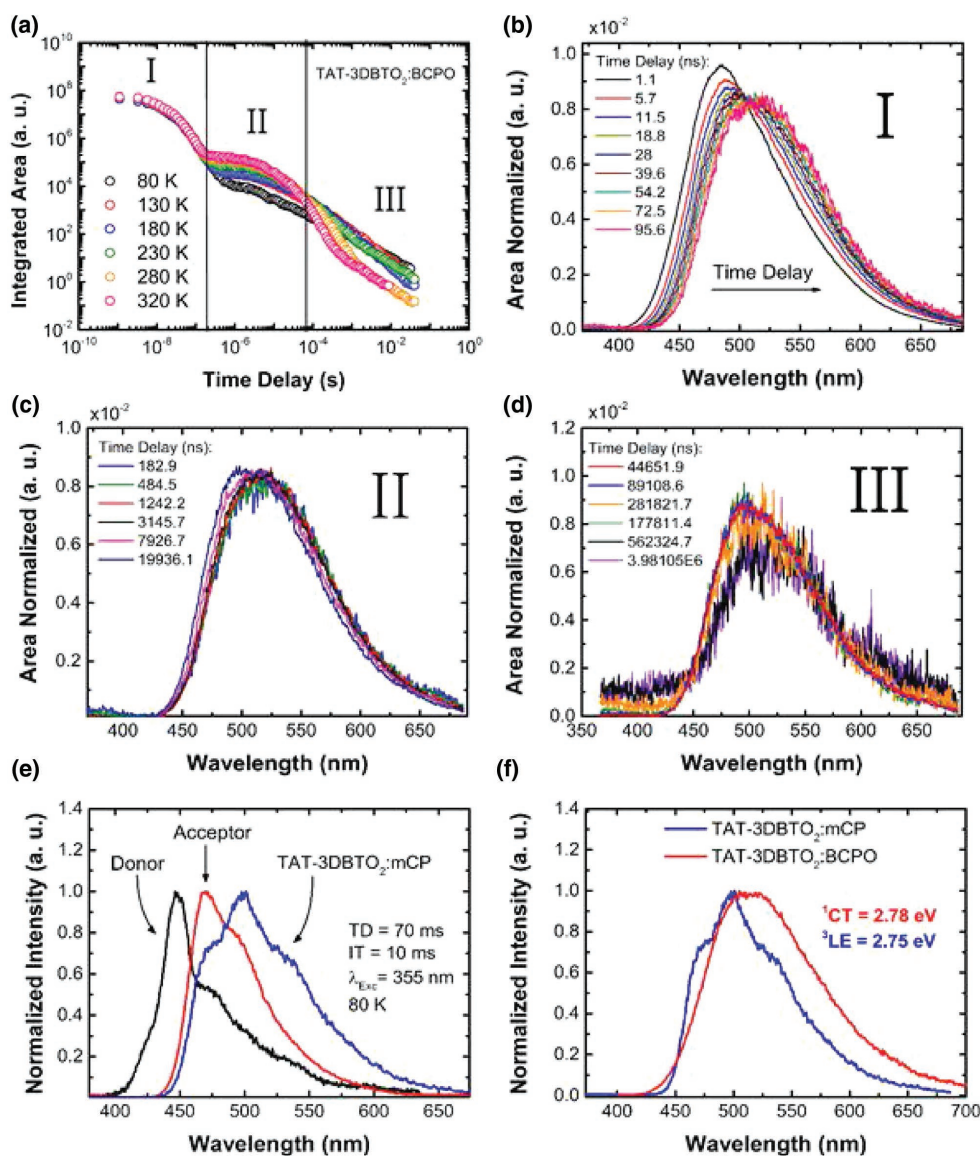 (a)
10^10
10^8
10^6
10^4
10^2
10^0
10^-2
Integrated Area (a. u.)
I
II
III
TAT-3DBTO₂:BCPO
80 K
130 K
180 K
230 K
280 K
320 K
10^-10
10^-8
10^-6
10^-4
10^-2
10^0
Time Delay (s)
(b)
x10^-2
1.0
0.8
0.6
0.4
0.2
0.0
Area Normalized (a. u.)
Time Delay (ns):
1.1
5.7
11.5
18.8
28
39.6
54.2
72.5
95.6
I
Time Delay
400 450 500 550 600 650
Wavelength (nm)
(c)
x10^-2
1.0
0.8
0.6
0.4
0.2
Area Normalized (a. u.)
Time Delay (ns):
182.9
484.5
1242.2
3145.7
7926.7
19936.1
II
400 450 500 550 600 650
Wavelength (nm)
(d)
x10^-2
1.0
0.8
0.6
0.4
0.2
0.0
Area Normalized (a. u.)
Time Delay (ns):
44651.9
89108.6
281821.7
177811.4
562324.7
3.98105E6
III
350 400 450 500 550 600 650
Wavelength (nm)
(e)
1.4
1.2
1.0
0.8
0.6
0.4
0.2
Normalized Intensity (a. u.)
Acceptor
Donor
TAT-3DBTO₂:mCP
TD = 70 ms
IT = 10 ms
λExc = 355 nm
80 K
400 450 500 550 600 650
Wavelength (nm)
(f)
1.4
1.2
1.0
0.8
0.6
0.4
0.2
0.0
Normalized Intensity (a. u.)
TAT-3DBTO₂:mCP
TAT-3DBTO₂:BCPO
¹CT = 2.78 eV
³LE = 2.75 eV
400 450 500 550 600 650 700
Wavelength (nm)